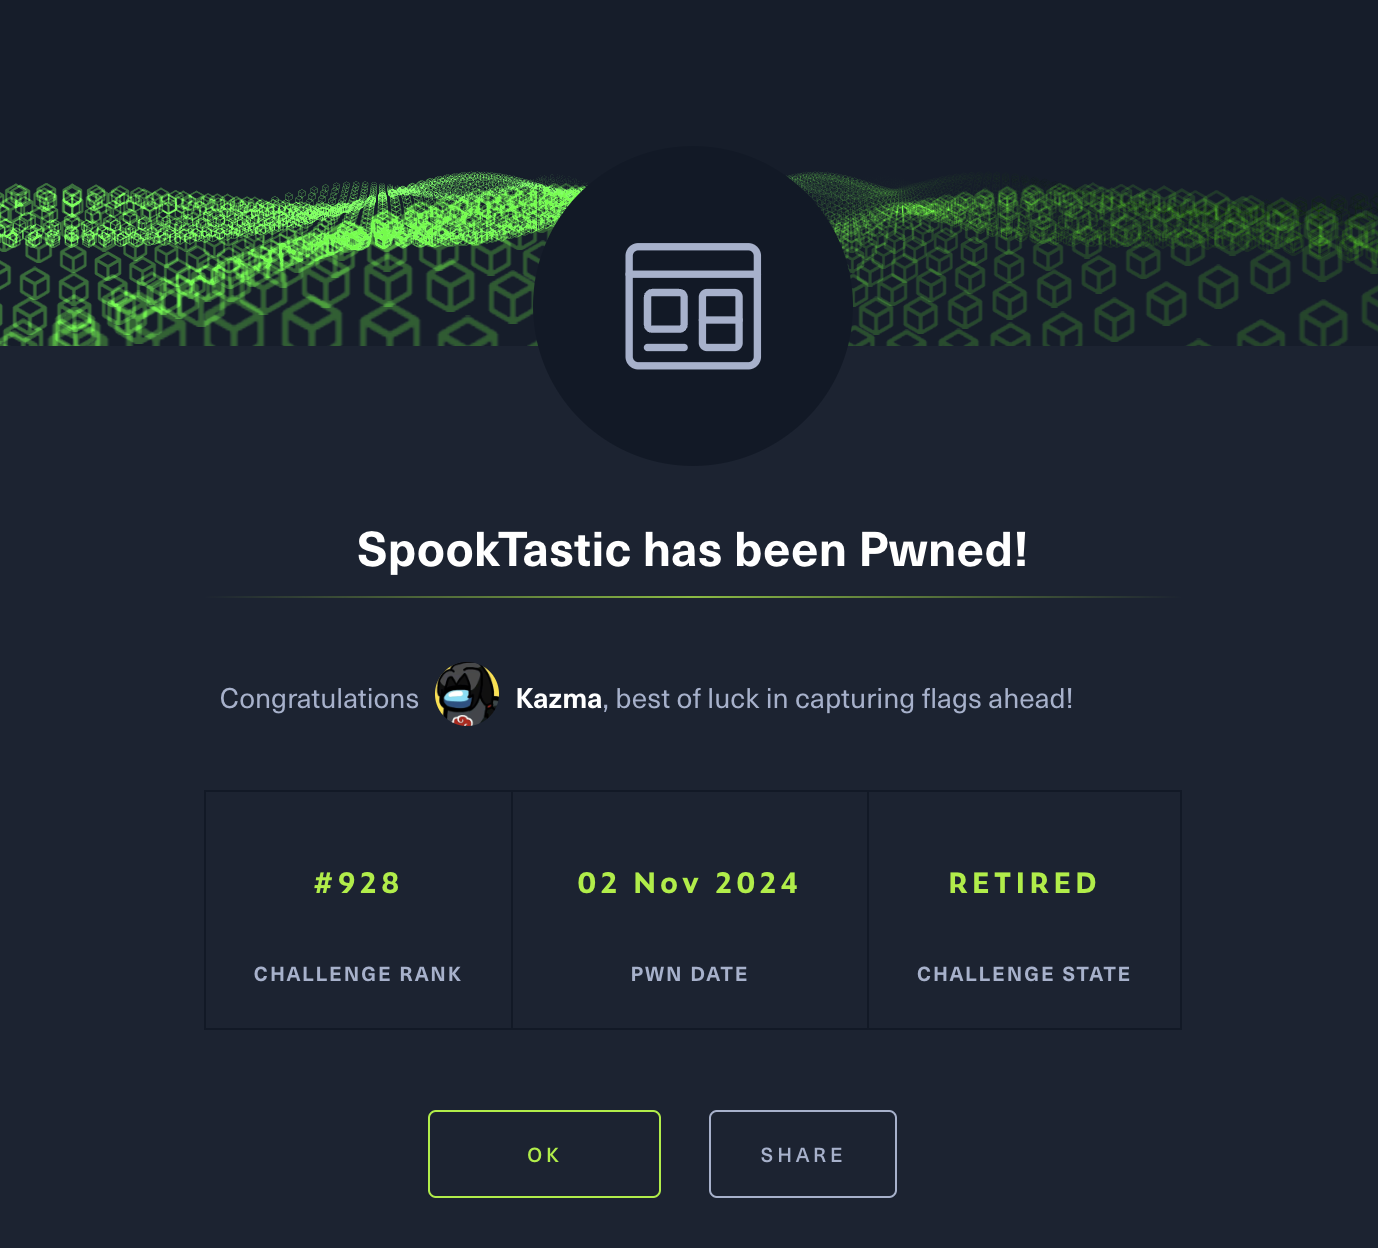 SpookTastic has been Pwned!
Congratulations Kazma, best of luck in capturing flags ahead!
#928
CHALLENGE RANK
02 Nov 2024
PWN DATE
RETIRED
CHALLENGE STATE
OK
SHARE